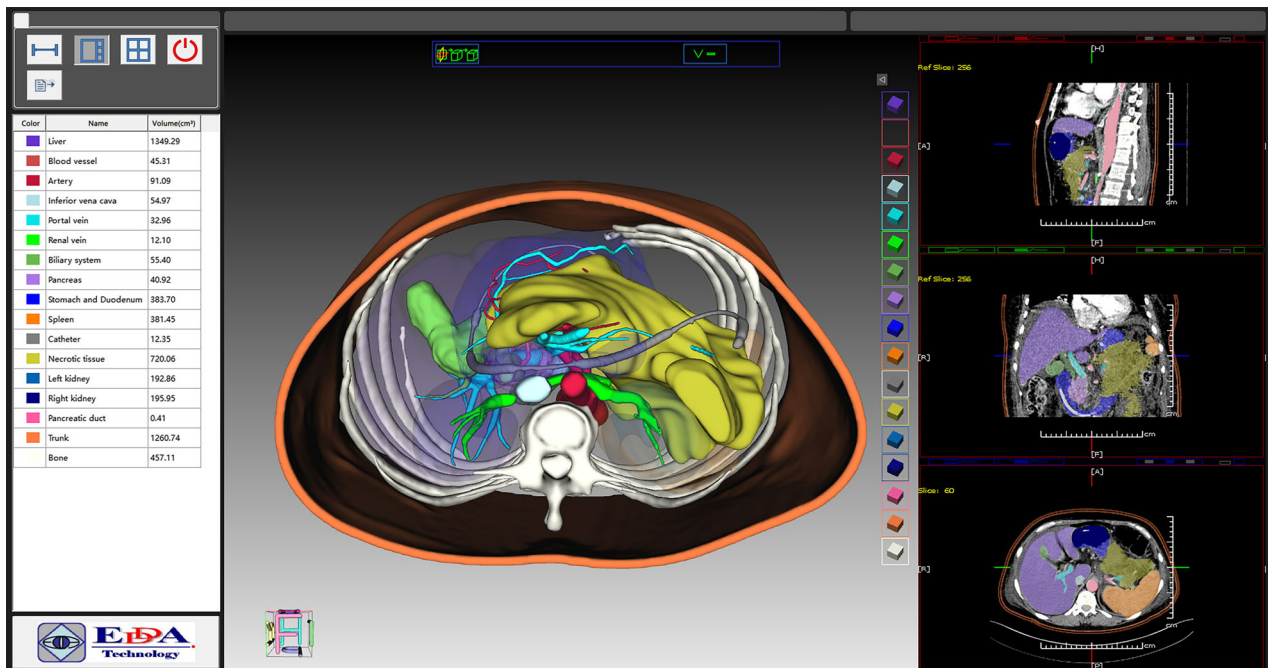 Color Name Volume(cm³)
Liver 1349.29
Blood vessel 45.31
Artery 91.09
Inferior vena cava 54.97
Portal vein 32.96
Renal vein 12.10
Biliary system 55.40
Pancreas 40.92
Stomach and Duodenum 383.70
Spleen 381.45
Catheter 12.35
Necrotic tissue 720.06
Left kidney 192.86
Right kidney 195.95
Pancreatic duct 0.41
Trunk 1260.74
Bone 457.11
EDDA
Technology
V
[H]
Ref Slice: 256
[A]
cm
cm
[F]
[H]
Ref Slice: 256
[R]
cm
cm
[F]
[A]
Slice: 60
[R]
cm
cm
[P]